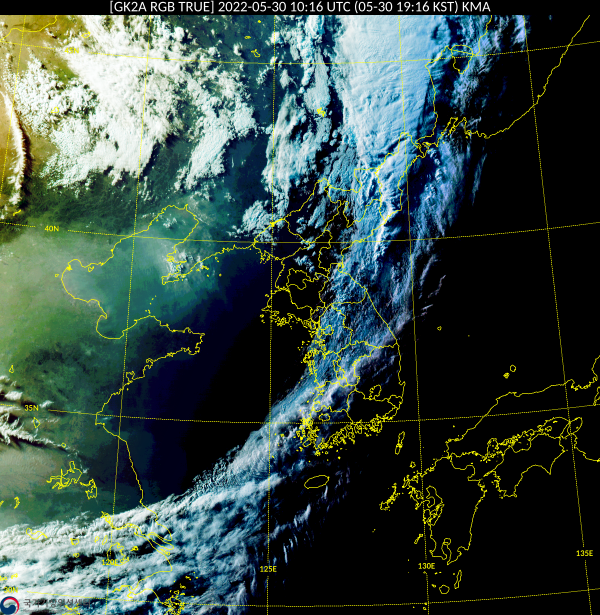 [GK2A RGB TRUE] 2022-05-30 10:16 UTC (05-30 19:16 KST) KMA
40N
35N
125E
130E
135E